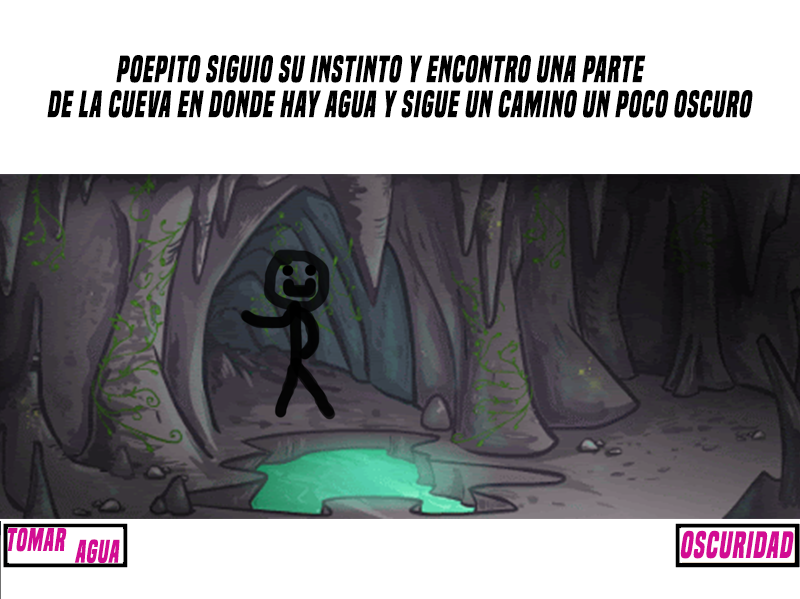 POEPITO SIGUIO SU INSTINTO Y ENCONTRO UNA PARTE
DE LA CUEVA EN DONDE HAY AGUA Y SIGUE UN CAMINO UN POCO OSCURO
TOMAR AGUA
OSCURIDAD